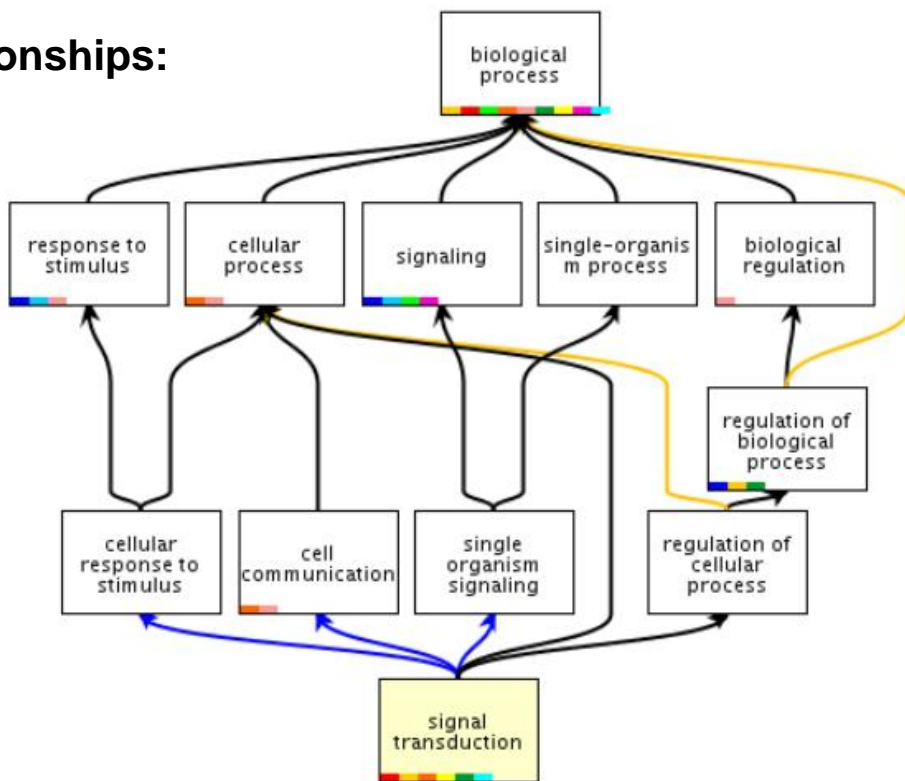 onships:
biological
process
response to
stimulus
cellular
process
signaling
single-organis
m process
biological
regulation
regulation of
biological
process
cellular
response to
stimulus
cell
communication
single
organism
signaling
regulation of
cellular
process
signal
transduction